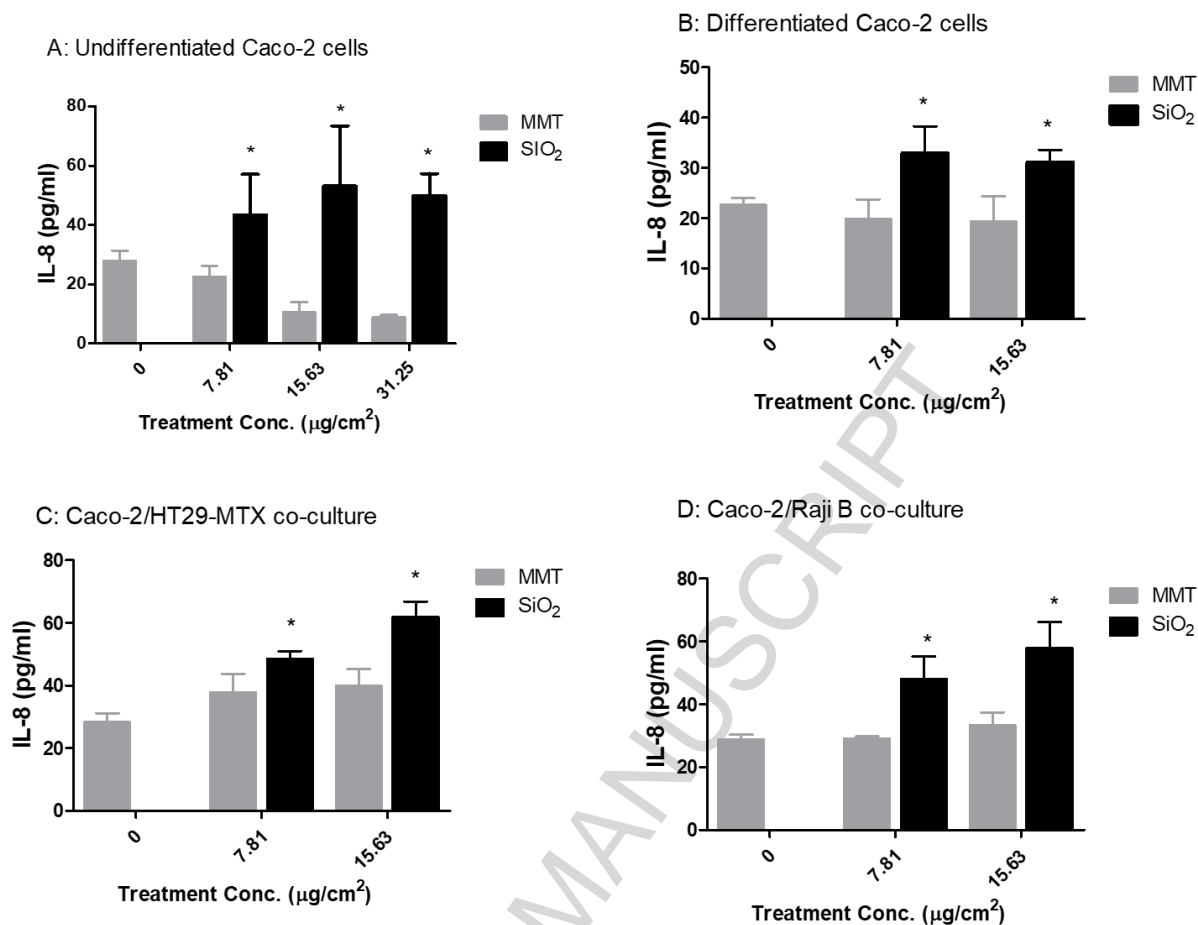 A: Undifferentiated Caco-2 cells
80
60
40
20
0
IL-8 (pg/ml)
MMT
SIO2
*
*
*
0
7.81
15.63
31.25
Treatment Conc. (µg/cm2)
B: Differentiated Caco-2 cells
50
40
30
20
10
0
IL-8 (pg/ml)
MMT
SiO2
*
*
0
7.81
15.63
Treatment Conc. (µg/cm2)
C: Caco-2/HT29-MTX co-culture
80
60
40
20
0
IL-8 (pg/ml)
MMT
SiO2
*
*
0
7.81
15.63
Treatment Conc. (µg/cm2)
D: Caco-2/Raji B co-culture
80
60
40
20
0
IL-8 (pg/ml)
MMT
SiO2
*
*
0
7.81
15.63
Treatment Conc. (µg/cm2)
MANUSCRIPT